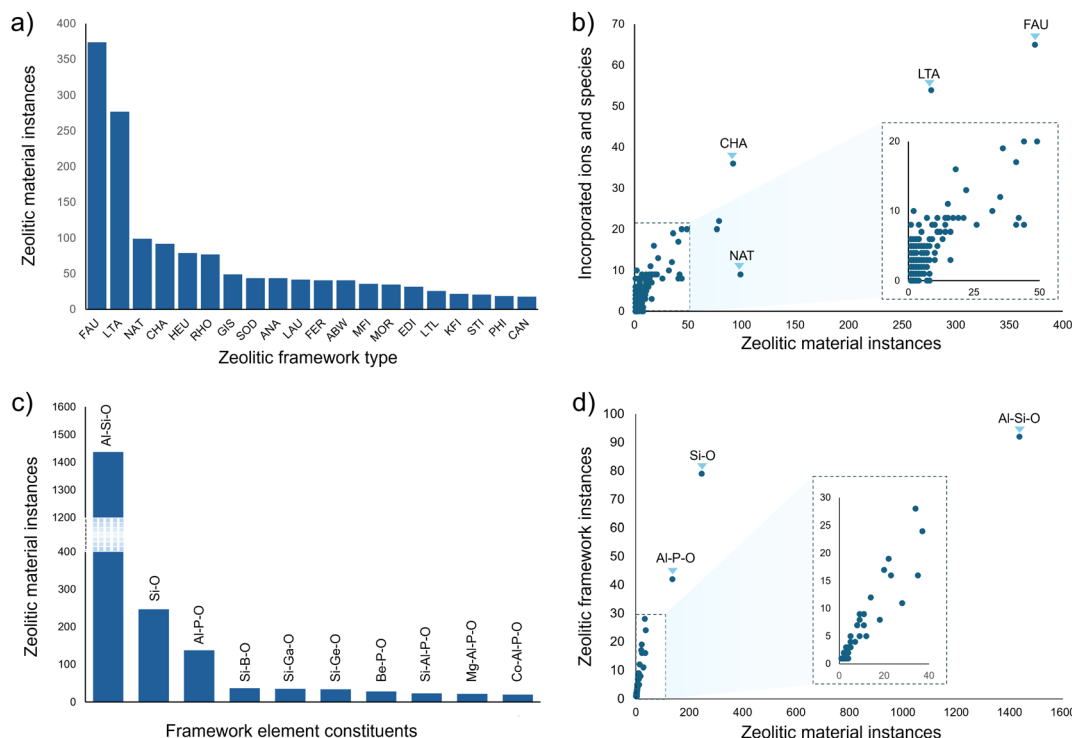 a)
400
350
300
250
200
150
100
50
0
Zeolitic material instances
FAU
LTA
NAT
CHA
HEU
RHO
GIS
SOD
ANA
LAU
FER
ABW
MFI
MOR
EDI
LTL
KFI
STI
PHI
CAN
Zeolitic framework type
b)
70
60
50
40
30
20
10
0
Incorporated ions and species
FAU
LTA
CHA
NAT
20
10
0
0
25
50
0
50
100
150
200
250
300
350
400
Zeolitic material instances
c)
1600
1500
1400
1300
1200
400
300
200
100
0
Zeolitic material instances
Al-Si-O
Si-O
Al-P-O
Si-B-O
Si-Ga-O
Si-Ge-O
Be-P-O
Si-Al-P-O
Mg-Al-P-O
Co-Al-P-O
Framework element constituents
d)
100
90
80
70
60
50
40
30
20
10
0
Zeolitic framework instances
Al-Si-O
Si-O
Al-P-O
30
25
20
15
10
5
0
0
20
40
0
200
400
600
800
1000
1200
1400
1600
Zeolitic material instances